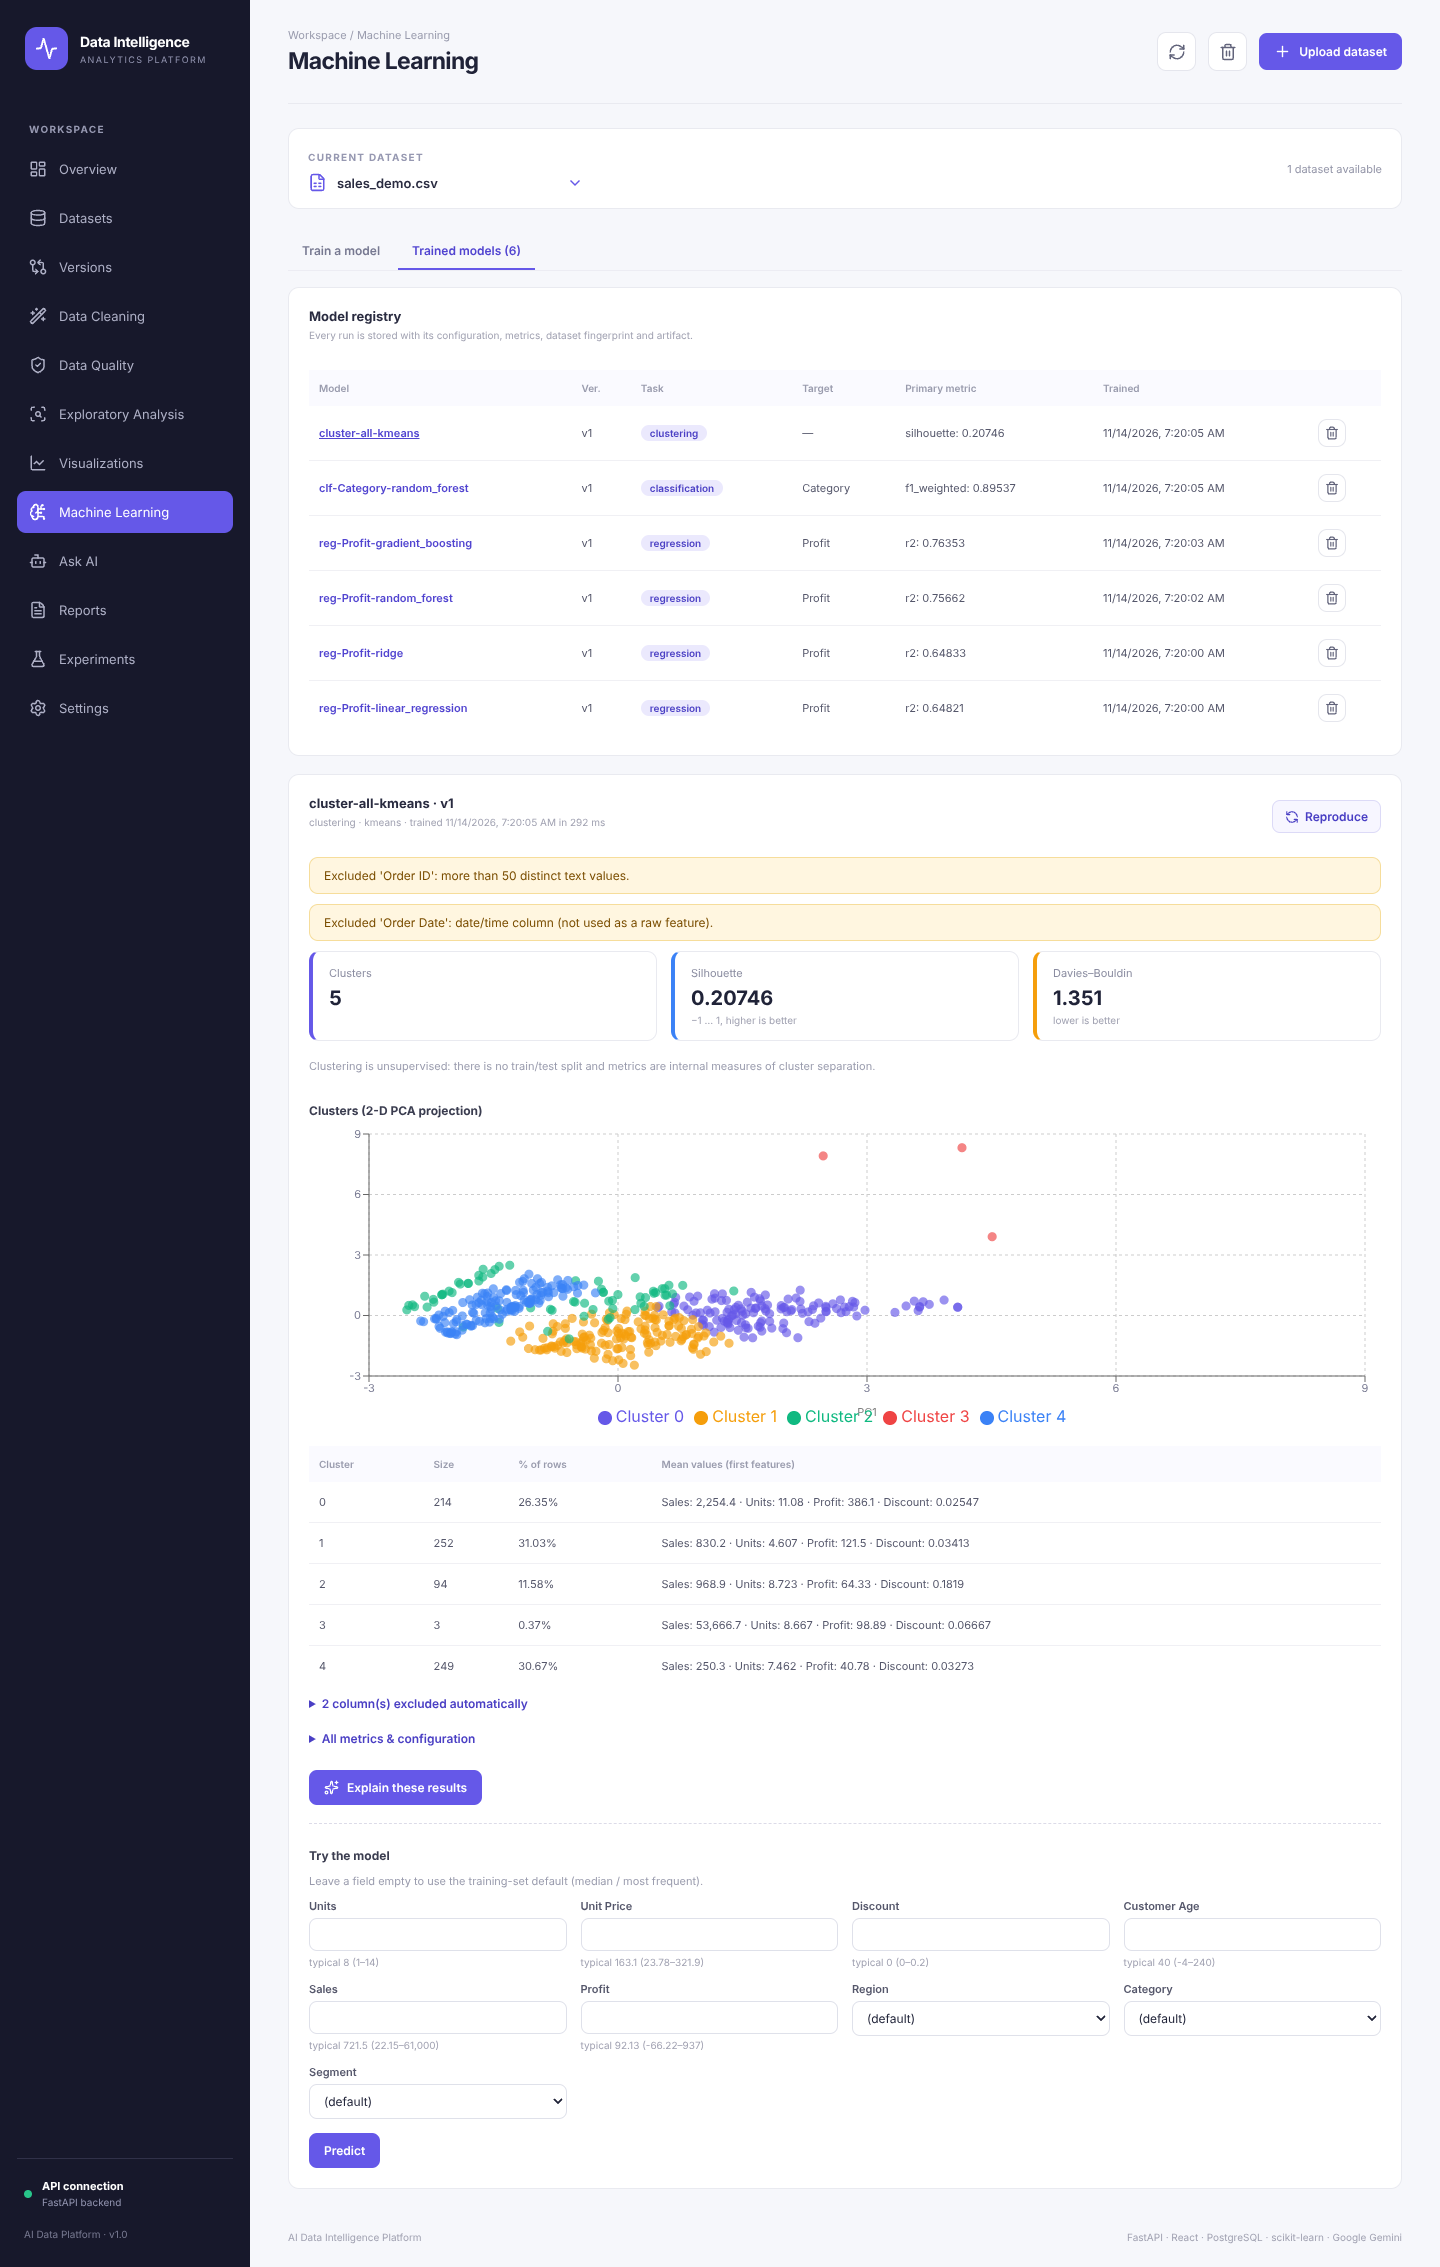 Data Intelligence
ANALYTICS PLATFORM
WORKSPACE
Overview
Datasets
Versions
Data Cleaning
Data Quality
Exploratory Analysis
Visualizations
Machine Learning
Ask AI
Reports
Experiments
Settings
API connection
FastAPI backend
AI Data Platform · v1.0
Workspace / Machine Learning
Machine Learning
Upload dataset
CURRENT DATASET
sales_demo.csv
1 dataset available
Train a model
Trained models (6)
Model registry
Every run is stored with its configuration, metrics, dataset fingerprint and artifact.
Model Ver. Task Target Primary metric Trained
cluster-all-kmeans v1 clustering — silhouette: 0.20746 11/14/2026, 7:20:05 AM
clf-Category-random_forest v1 classification Category f1_weighted: 0.89537 11/14/2026, 7:20:05 AM
reg-Profit-gradient_boosting v1 regression Profit r2: 0.76353 11/14/2026, 7:20:03 AM
reg-Profit-random_forest v1 regression Profit r2: 0.75662 11/14/2026, 7:20:02 AM
reg-Profit-ridge v1 regression Profit r2: 0.64833 11/14/2026, 7:20:00 AM
reg-Profit-linear_regression v1 regression Profit r2: 0.64821 11/14/2026, 7:20:00 AM
cluster-all-kmeans · v1
clustering · kmeans · trained 11/14/2026, 7:20:05 AM in 292 ms
Reproduce
Excluded 'Order ID': more than 50 distinct text values.
Excluded 'Order Date': date/time column (not used as a raw feature).
Clusters
5
Silhouette
0.20746
−1 … 1, higher is better
Davies–Bouldin
1.351
lower is better
Clustering is unsupervised: there is no train/test split and metrics are internal measures of cluster separation.
Clusters (2-D PCA projection)
9
6
3
0
-3
-3 0 3 6 9
PC1
Cluster 0 Cluster 1 Cluster 2 Cluster 3 Cluster 4
Cluster Size % of rows Mean values (first features)
0 214 26.35% Sales: 2,254.4 · Units: 11.08 · Profit: 386.1 · Discount: 0.02547
1 252 31.03% Sales: 830.2 · Units: 4.607 · Profit: 121.5 · Discount: 0.03413
2 94 11.58% Sales: 968.9 · Units: 8.723 · Profit: 64.33 · Discount: 0.1819
3 3 0.37% Sales: 53,666.7 · Units: 8.667 · Profit: 98.89 · Discount: 0.06667
4 249 30.67% Sales: 250.3 · Units: 7.462 · Profit: 40.78 · Discount: 0.03273
2 column(s) excluded automatically
All metrics & configuration
Explain these results
Try the model
Leave a field empty to use the training-set default (median / most frequent).
Units Unit Price Discount Customer Age
typical 8 (1–14) typical 163.1 (23.78–321.9) typical 0 (0–0.2) typical 40 (-4–240)
Sales Profit Region Category
(default) (default)
typical 721.5 (22.15–61,000) typical 92.13 (-66.22–937)
Segment
(default)
Predict
AI Data Intelligence Platform
FastAPI · React · PostgreSQL · scikit-learn · Google Gemini